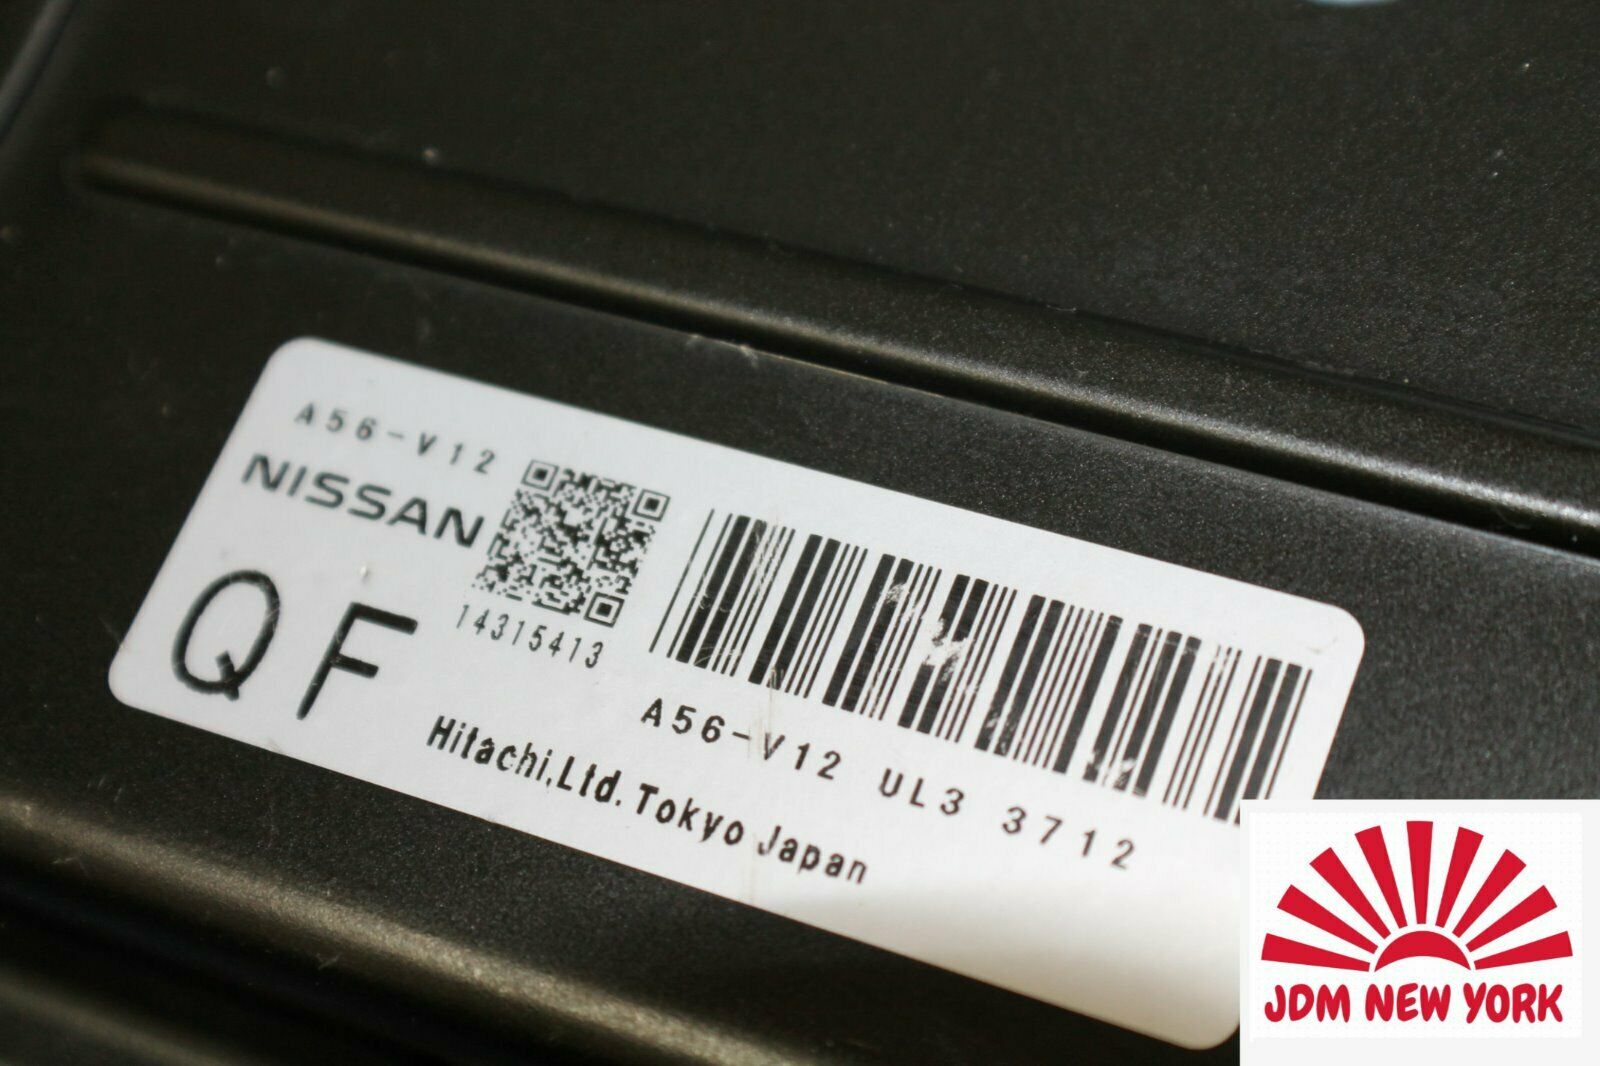 A56-V12
NISSAN
QF
14315413
A56-V12 UL3 3712
Hitachi,Ltd.Tokyo Japan
JDM NEW YORK